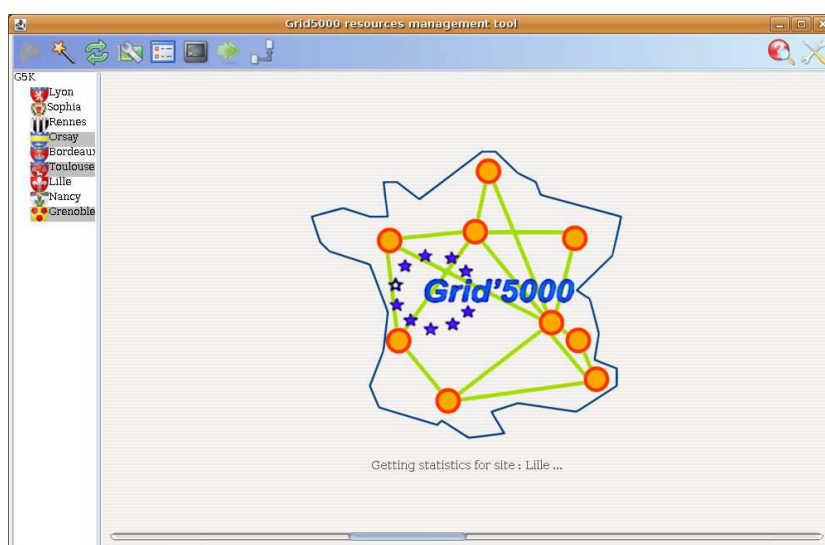 Grid5000 resources management tool
G5K
Lyon
Sophia
Rennes
Orsay
Bordeaux
Toulouse
Lille
Nancy
Grenoble
Grid'5000
Getting statistics for site : Lille ...